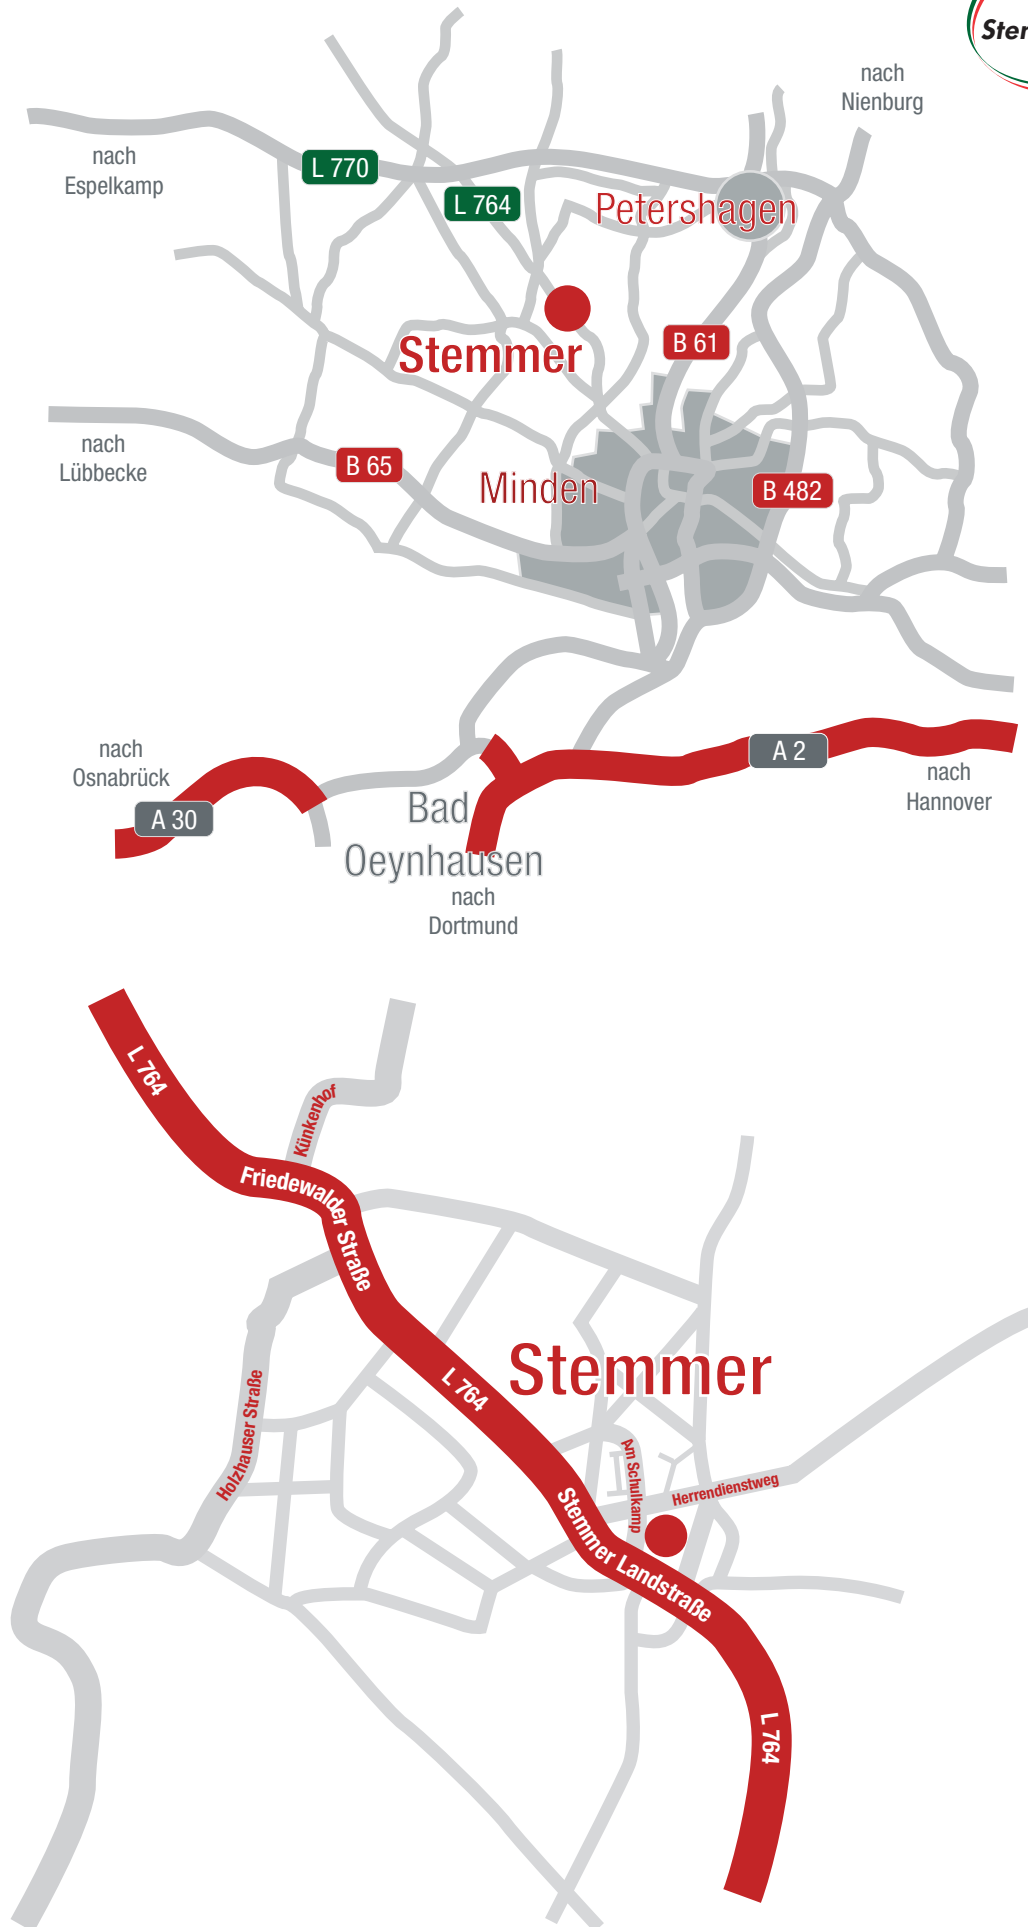 nach
Nienburg
nach
Espelkamp
L 770
L 764
Petershagen
Stemmer
B 61
nach
Lübbecke
B 65
Minden
B 482
nach
Osnabrück
A 30
A 2
nach
Hannover
Bad
Oeynhausen
nach
Dortmund
L 764
Künkenhof
Friedewalder Straße
Holzhauser Straße
L 764
Stemmer
Am Schulkamp
Herrendienstweg
Stemmer Landstraße
L 764